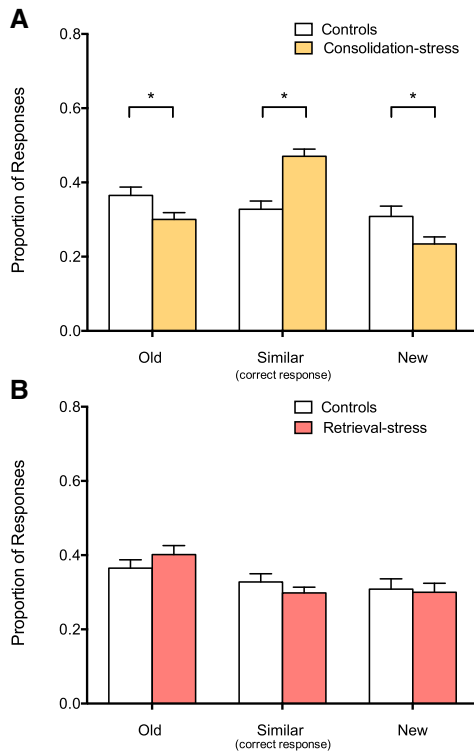 A
Controls
Consolidation-stress
Proportion of Responses
0.8
0.6
0.4
0.2
0.0
* * *
Old Similar New
(correct response)
B
Controls
Retrieval-stress
Proportion of Responses
0.8
0.6
0.4
0.2
0.0
Old Similar New
(correct response)